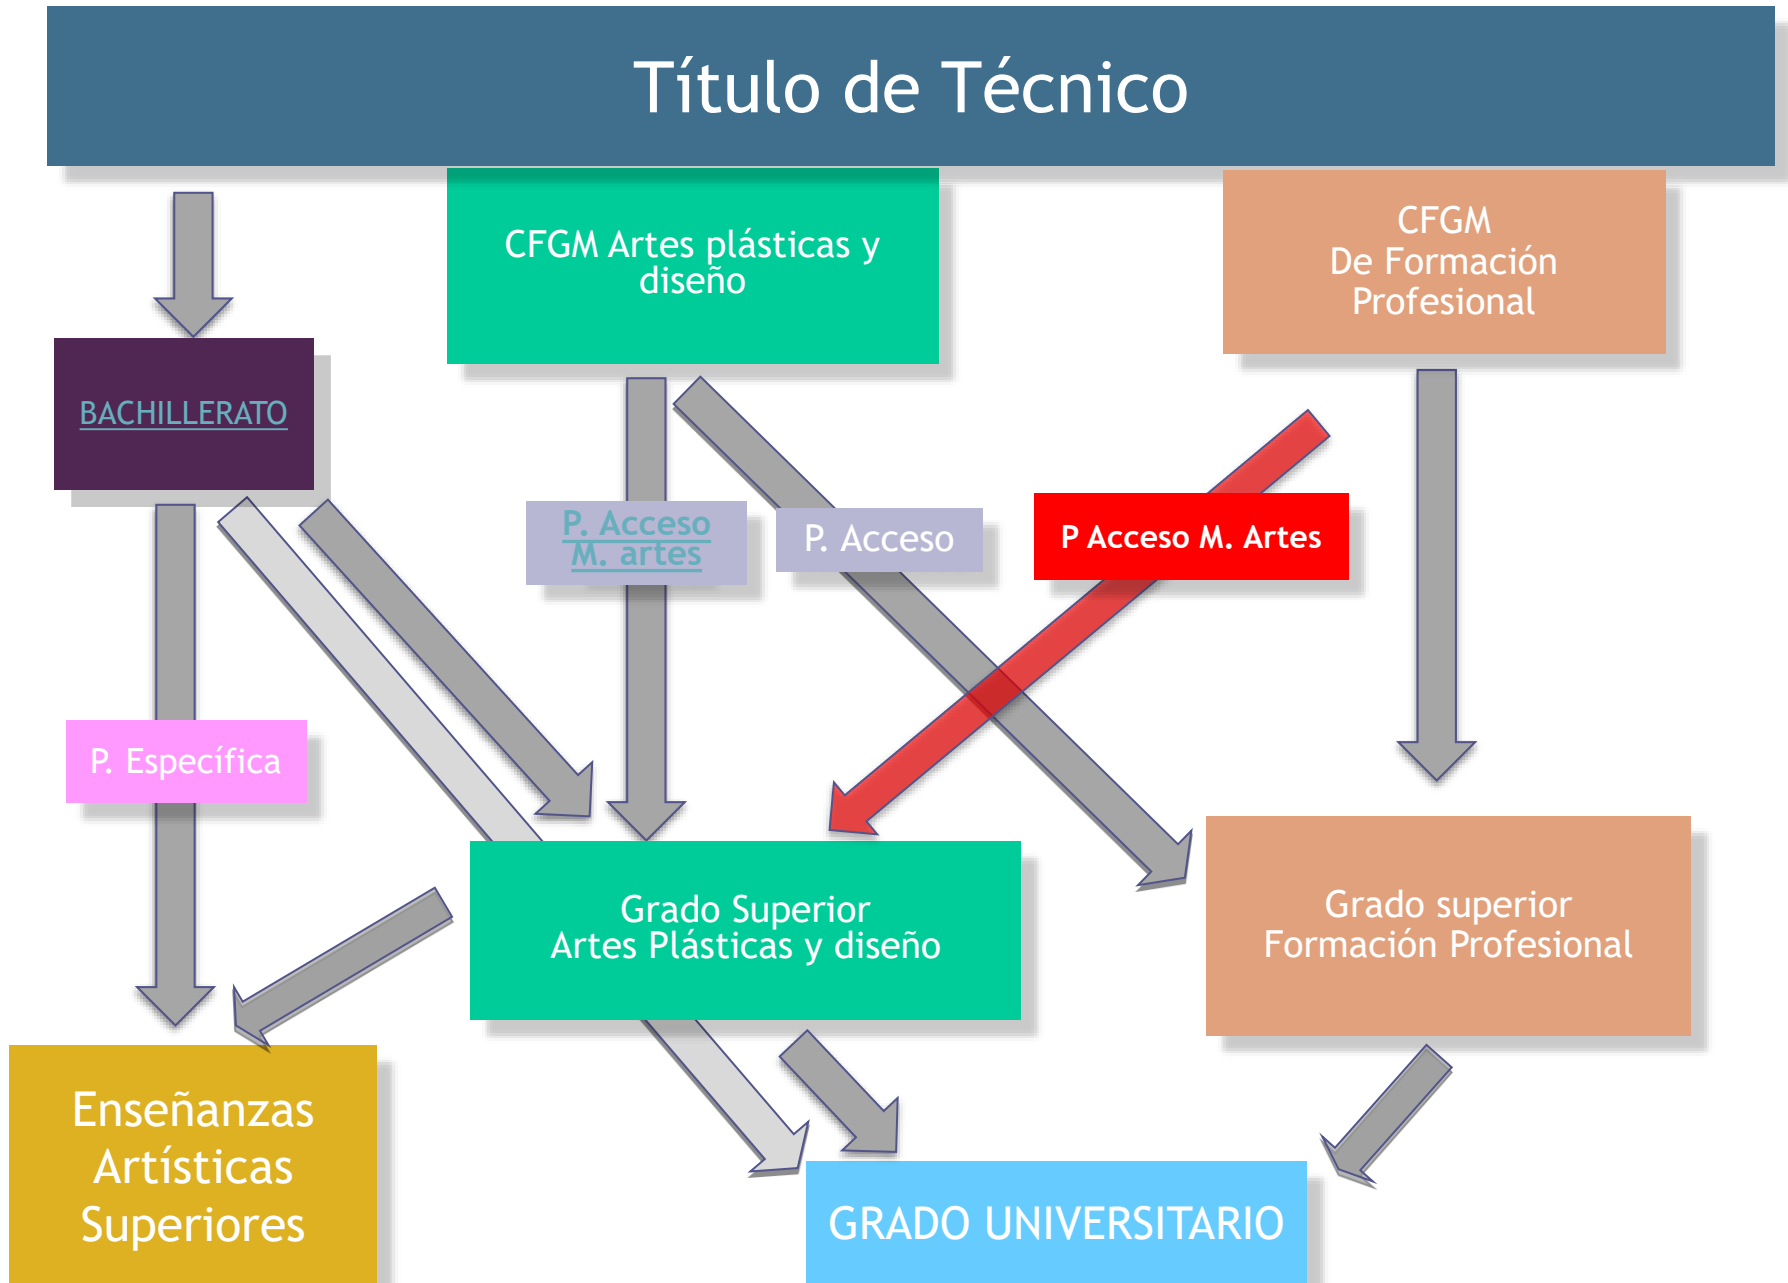 Título de Técnico
CFGM Artes plásticas y
diseño
CFGM
De Formación
Profesional
BACHILLERATO
P. Acceso
M. artes
P. Acceso
P Acceso M. Artes
P. Específica
Grado Superior
Artes Plásticas y diseño
Grado superior
Formación Profesional
Enseñanzas
Artísticas
Superiores
GRADO UNIVERSITARIO